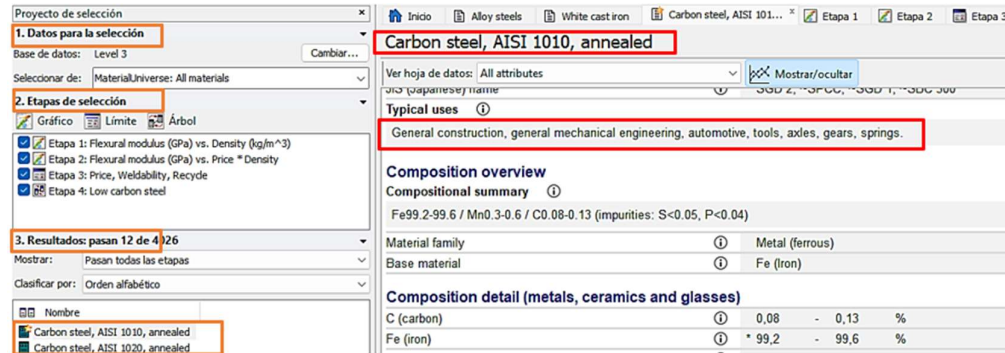 Proyecto de selección
1. Datos para la selección
Base de datos: Level 3 Cambiar...
Seleccionar de: MaterialUniverse: All materials
2. Etapas de selección
Gráfico Límite Árbol
Etapa 1: Flexural modulus (GPa) vs. Density (kg/m^3)
Etapa 2: Flexural modulus (GPa) vs. Price * Density
Etapa 3: Price, Weldability, Recycle
Etapa 4: Low carbon steel
3. Resultados: pasan 12 de 4026
Mostrar: Pasan todas las etapas
Clasificar por: Orden alfabético
Nombre
Carbon steel, AISI 1010, annealed
Carbon steel, AISI 1020, annealed
Inicio Alloy steels White cast iron Carbon steel, AISI 101... Etapa 1 Etapa 2 Etapa 3
Carbon steel, AISI 1010, annealed
Ver hoja de datos: All attributes Mostrar/ocultar
JIS (Japanese) name
Typical uses
General construction, general mechanical engineering, automotive, tools, axles, gears, springs.
Composition overview
Compositional summary
Fe99.2-99.6 / Mn0.3-0.6 / C0.08-0.13 (impurities: S<0.05, P<0.04)
Material family Metal (ferrous)
Base material Fe (Iron)
Composition detail (metals, ceramics and glasses)
C (carbon) 0,08 - 0,13 %
Fe (iron) * 99,2 - 99,6 %